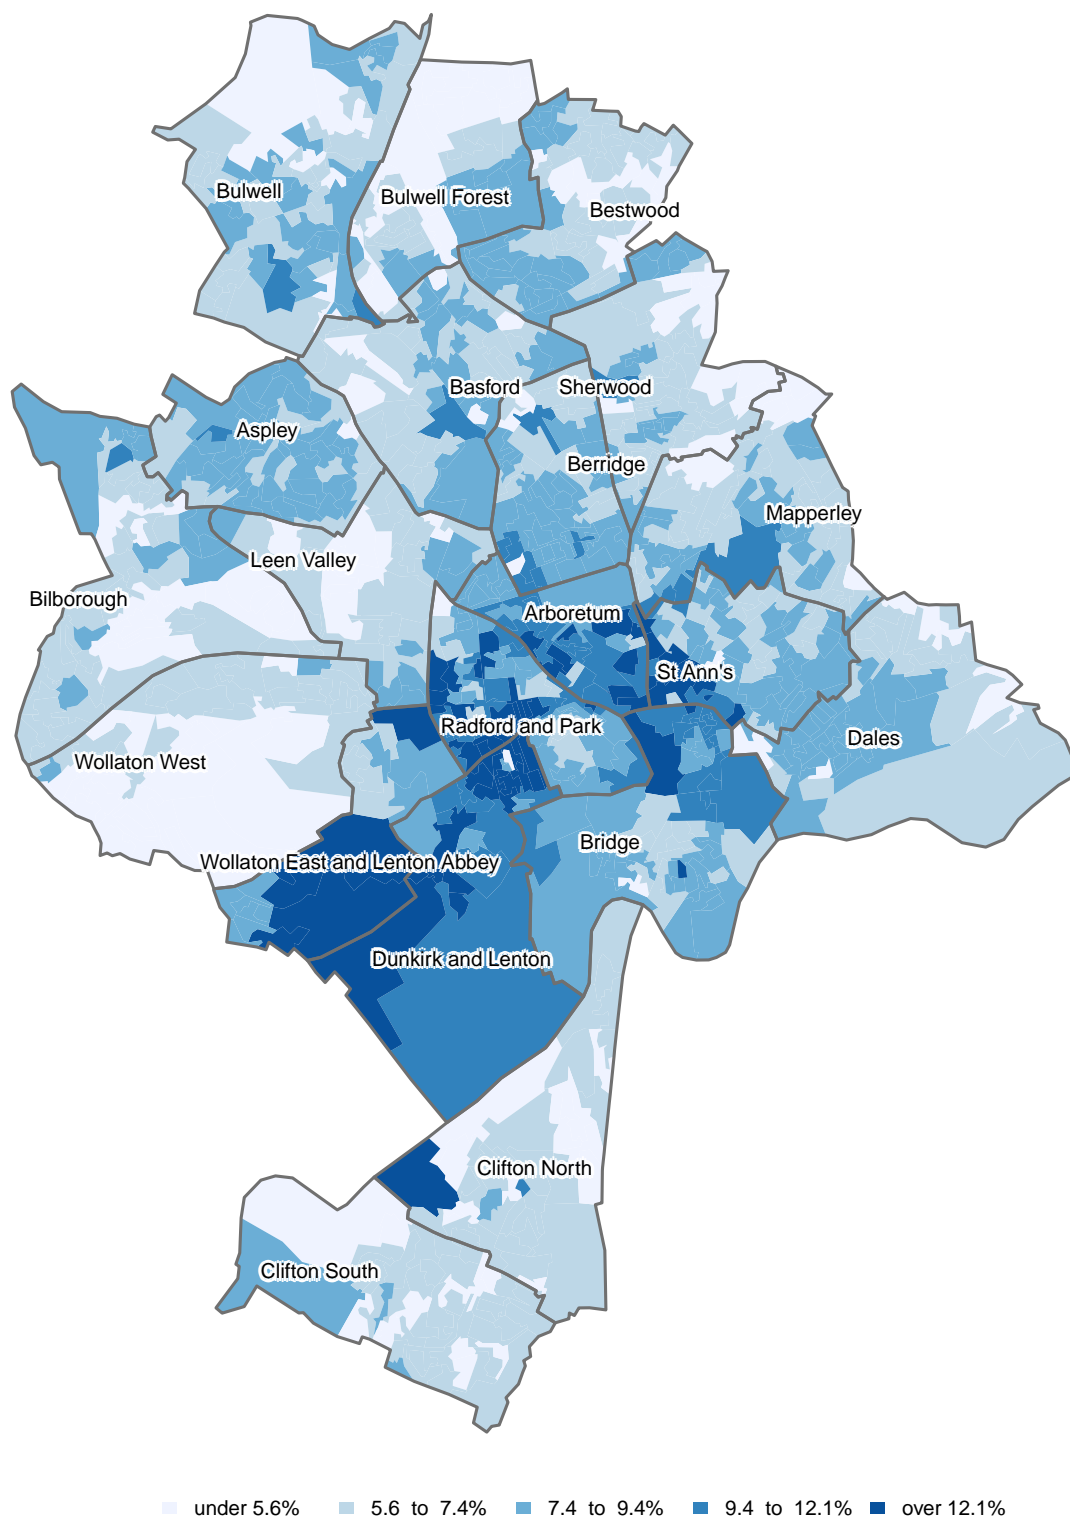 Bulwell
Bulwell Forest
Bestwood
Basford
Sherwood
Aspley
Berridge
Mapperley
Leen Valley
Bilborough
Arboretum
St Ann's
Radford and Park
Dales
Wollaton West
Bridge
Wollaton East and Lenton Abbey
Dunkirk and Lenton
Clifton North
Clifton South
under 5.6% 5.6 to 7.4% 7.4 to 9.4% 9.4 to 12.1% over 12.1%